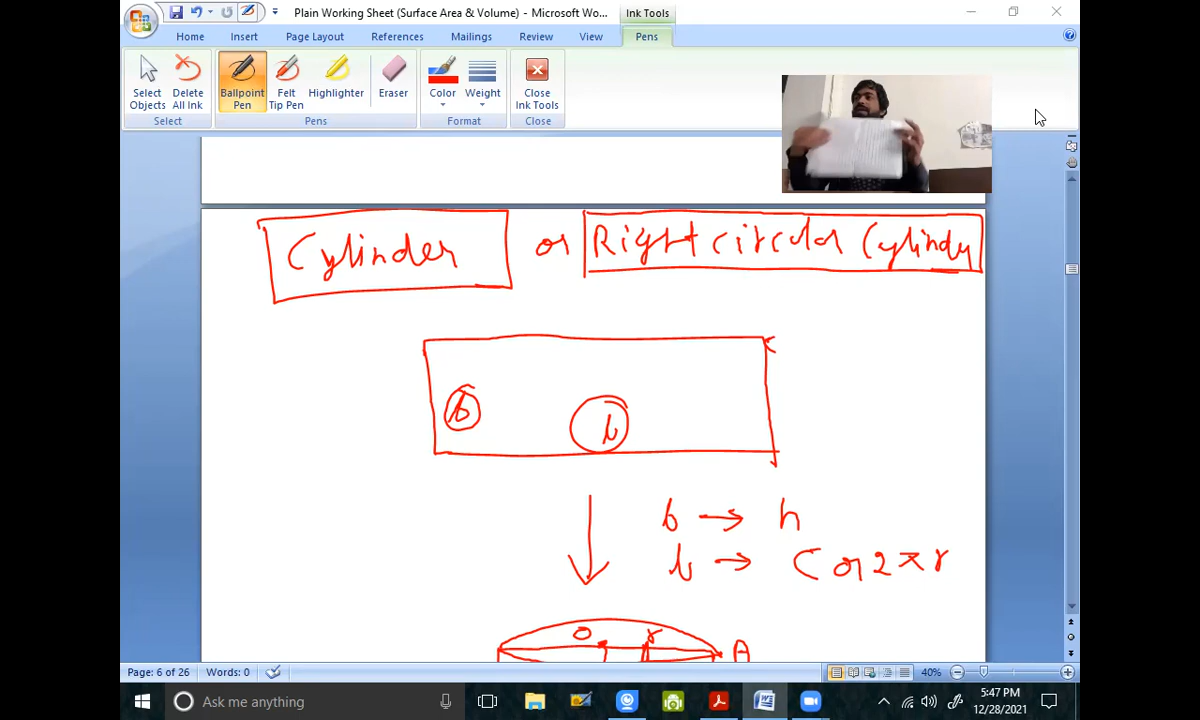 Plain Working Sheet (Surface Area & Volume) - Microsoft Wo...
Ink Tools
Home Insert Page Layout References Mailings Review View Pens
Select Objects
Delete All Ink
Ballpoint Pen
Felt Tip Pen
Highlighter
Eraser
Color
Weight
Close Ink Tools
Select Pens Format Close
Cylinder or Right circular Cylinder
b
l
b → h
l → C or 2πr
O r A
Page: 6 of 26 Words: 0 40%
Ask me anything
5:47 PM
12/28/2021